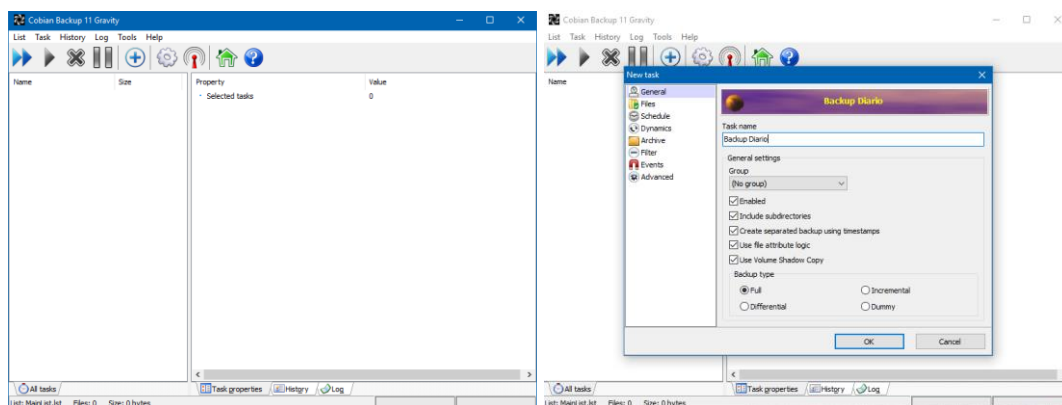 Cobian Backup 11 Gravity
List Task History Log Tools Help
Name Size Property Value
Selected tasks 0
All tasks Task properties History Log
List: MainList.lst Files: 0 Size: 0 bytes
Cobian Backup 11 Gravity
List Task History Log Tools Help
Name
New task
General
Files
Schedule
Dynamics
Archive
Filter
Events
Advanced
Backup Diario
Task name
Backup Diario
General settings
Group
(No group)
Enabled
Include subdirectories
Create separated backup using timestamps
Use file attribute logic
Use Volume Shadow Copy
Backup type
Full Incremental
Differential Dummy
OK Cancel
All tasks Task properties History Log
List: MainList.lst Files: 0 Size: 0 bytes